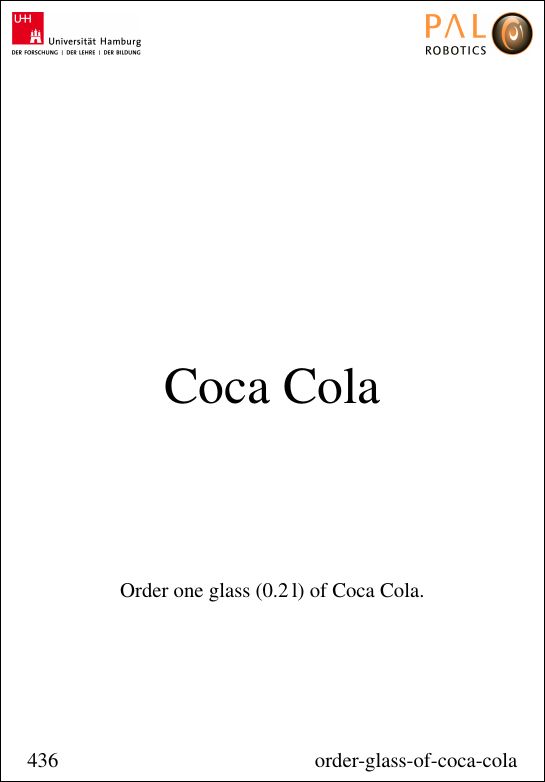 UHH
Universität Hamburg
DER FORSCHUNG | DER LEHRE | DER BILDUNG
PAL
ROBOTICS
Coca Cola
Order one glass (0.2 l) of Coca Cola.
436
order-glass-of-coca-cola